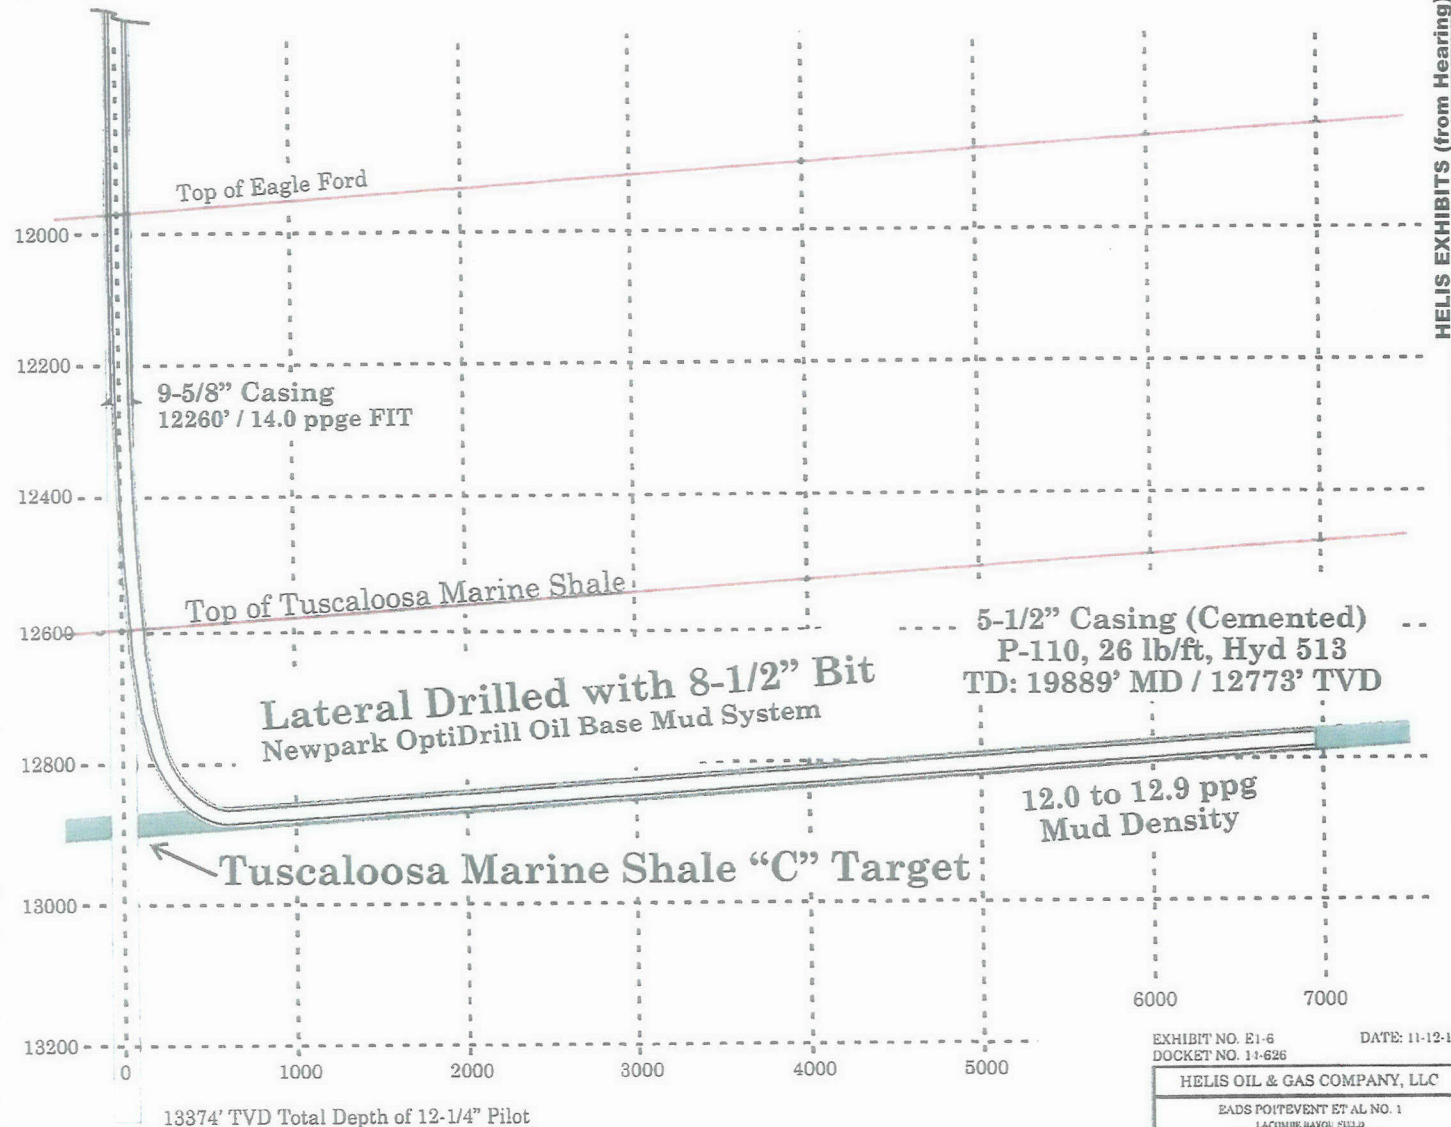 HELIS EXHIBITS (from Hearing)
Top of Eagle Ford
12000
12200
9-5/8” Casing
12260’ / 14.0 ppge FIT
12400
Top of Tuscaloosa Marine Shale
12600
5-1/2” Casing (Cemented)
P-110, 26 lb/ft, Hyd 513
TD: 19889’ MD / 12773’ TVD
Lateral Drilled with 8-1/2” Bit
Newpark OptiDrill Oil Base Mud System
12800
12.0 to 12.9 ppg
Mud Density
Tuscaloosa Marine Shale “C” Target
13000
13200
0 1000 2000 3000 4000 5000 6000 7000
13374’ TVD Total Depth of 12-1/4” Pilot
EXHIBIT NO. E1-6 DATE: 11-12-1
DOCKET NO. 14-626
HELIS OIL & GAS COMPANY, LLC
EADS POITEVENT ET AL NO. 1
LACOMBE BAYOU FIELD